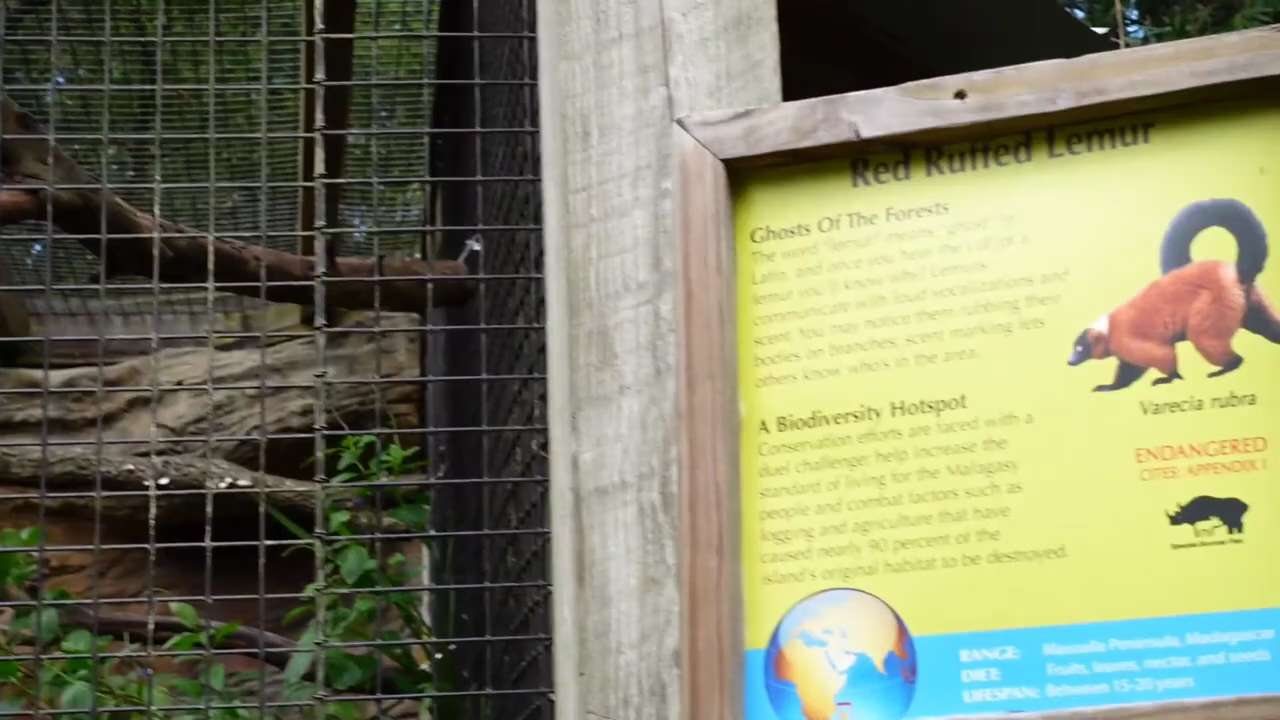 Red Ruffed Lemur
Ghosts Of The Forests
The word "lemur" means "ghost" in
Latin, and once you hear the call of a
lemur you'll know why! Lemurs
communicate with loud vocalizations and
scent. You may notice them rubbing their
bodies on branches, scent marking lets
others know who's in the area.
A Biodiversity Hotspot
Conservation efforts are faced with a
duel challenge: help increase the
standard of living for the Malagasy
people and combat factors such as
logging and agriculture that have
caused nearly 90 percent of the
island's original habitat to be destroyed.
Varecia rubra
ENDANGERED
CITES: APPENDIX I
RANGE: Masoala Peninsula, Madagascar
DIET: Fruits, leaves, nectar, and seeds
LIFESPAN: Between 15-20 years